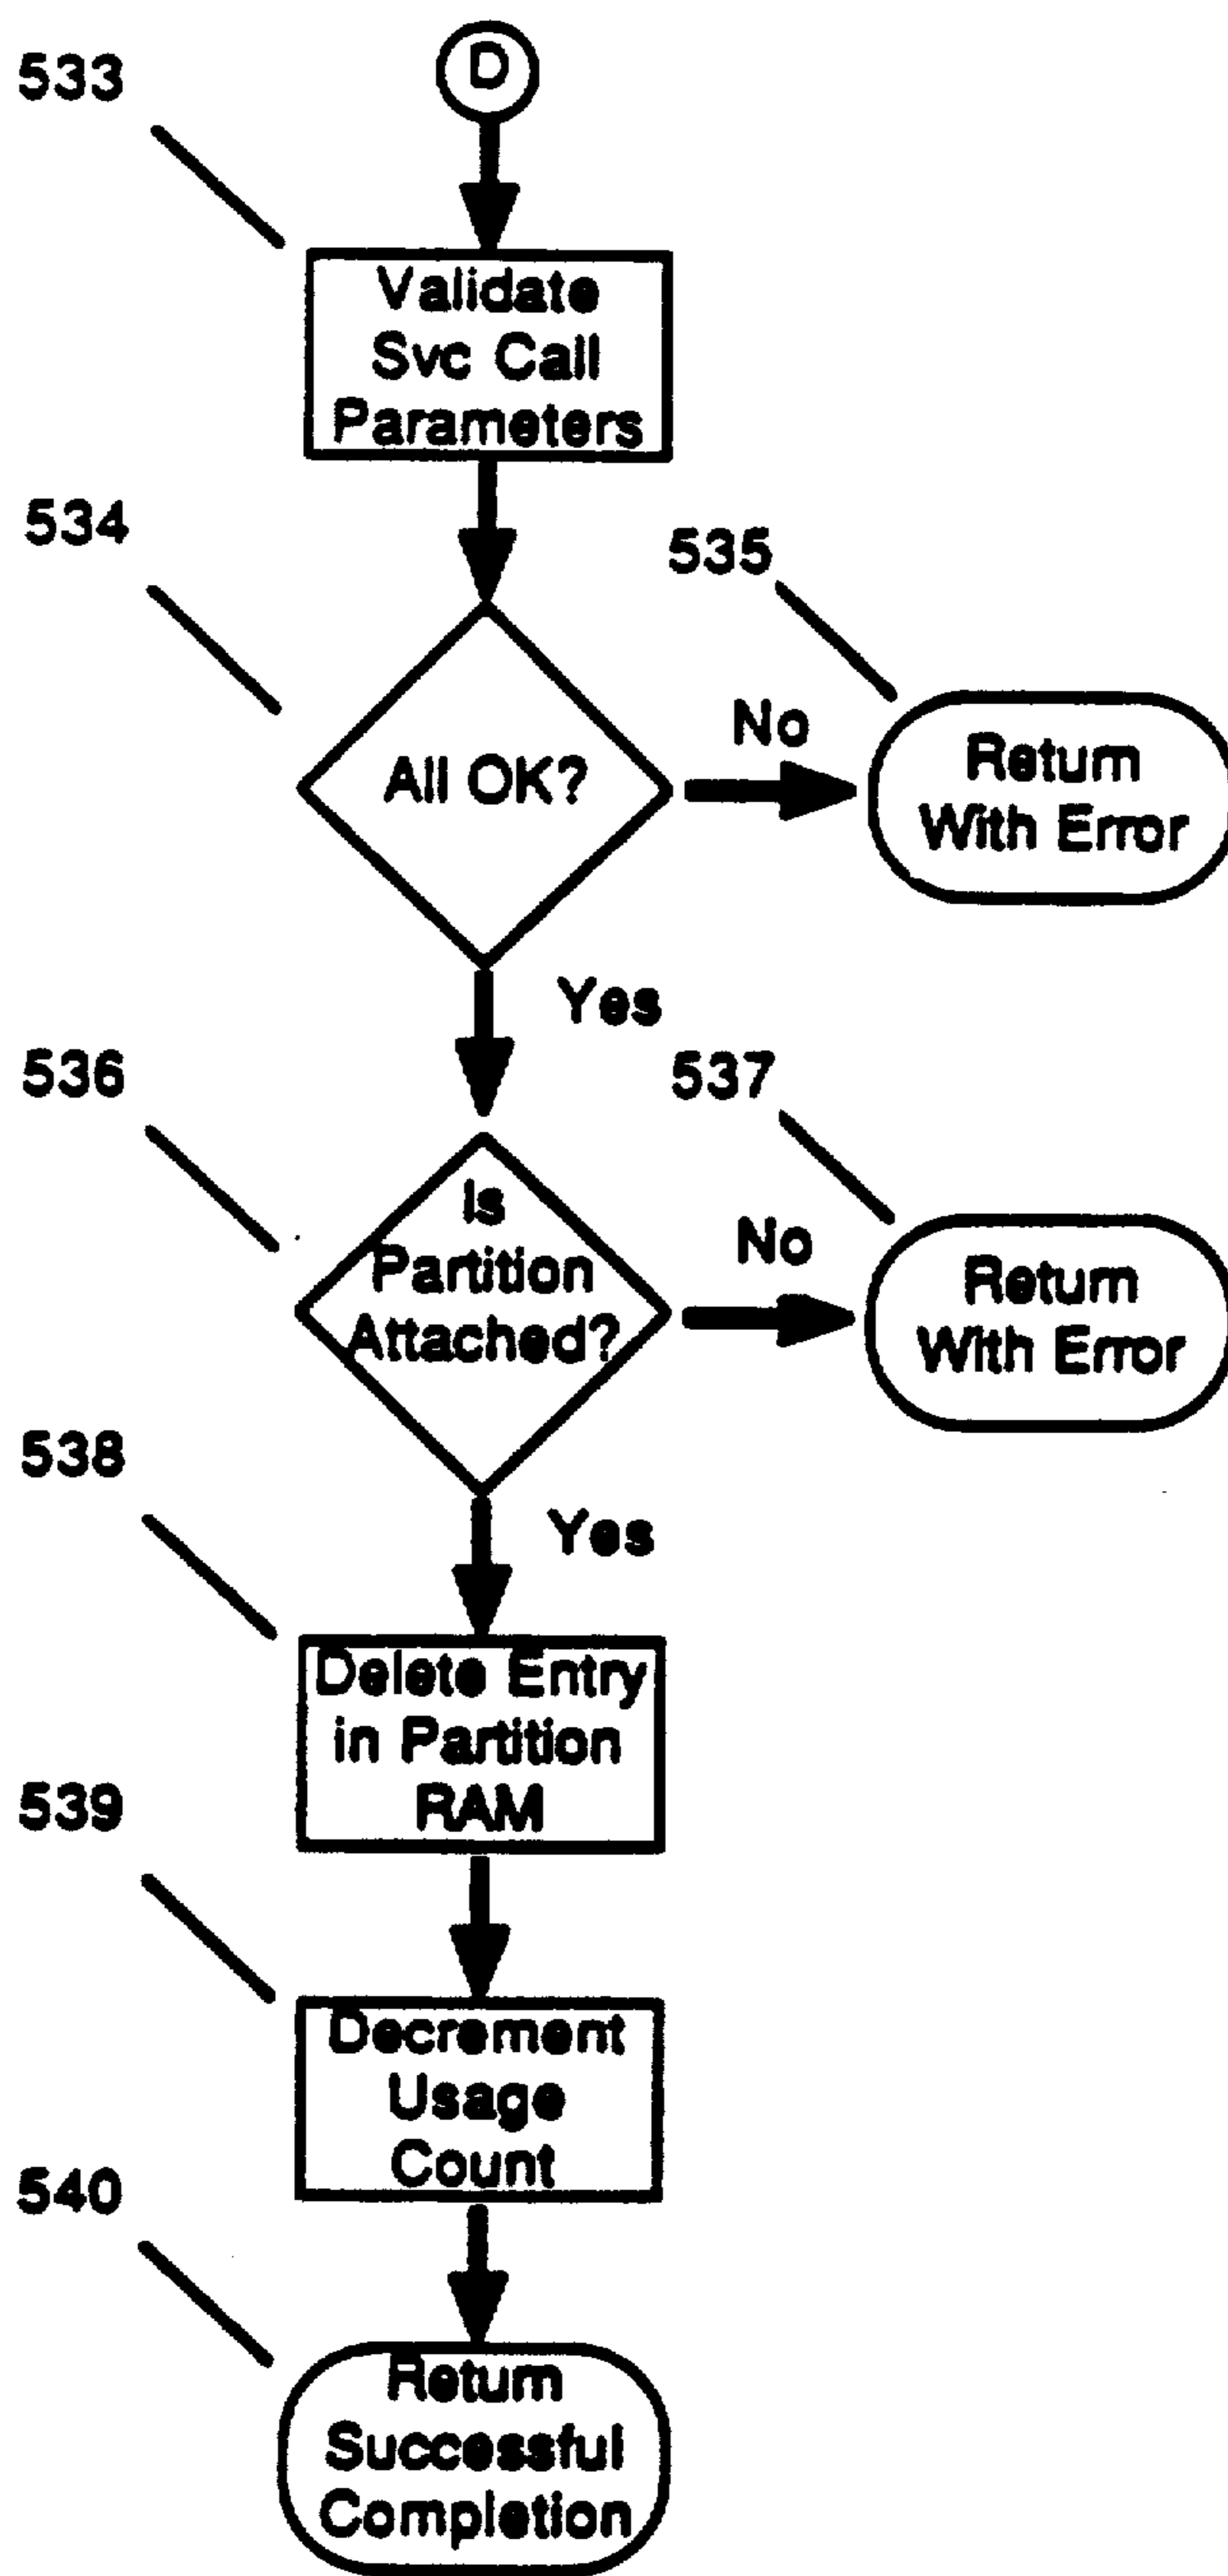 533
D
Validate
Svc Call
Parameters
534
535
All OK?
No
Return
With Error
Yes
536
537
Is
Partition
Attached?
No
Return
With Error
538
Yes
Delete Entry
in Partition
RAM
539
Decrement
Usage
Count
540
Return
Successful
Completion